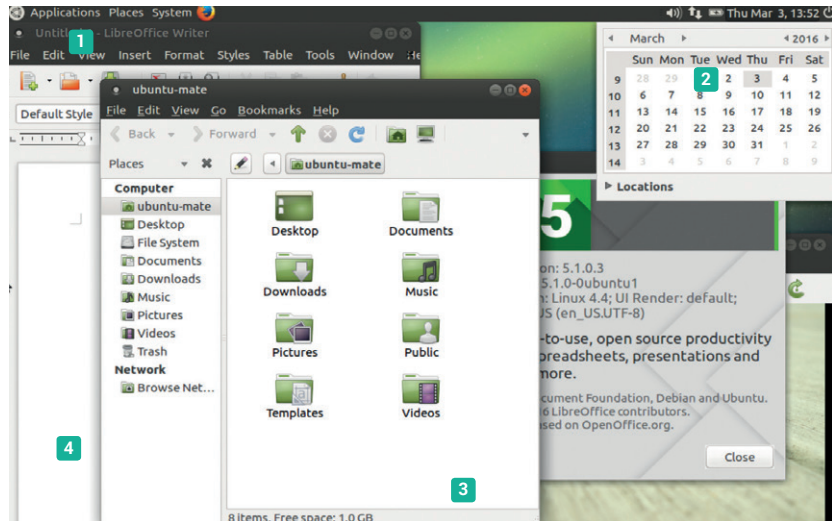 Applications Places System Thu Mar 3, 13:52
LibreOffice Writer
1
File Edit View Insert Format Styles Table Tools Window
Default Style
ubuntu-mate
File Edit View Go Bookmarks Help
Back Forward
Places ubuntu-mate
Computer
ubuntu-mate
Desktop
File System
Documents
Downloads
Music
Pictures
Videos
Trash
Network
Browse Net...
Desktop Documents
Downloads Music
Pictures Public
Templates Videos
8 items, Free space: 1.0 GB
3
4
March 2016
Sun Mon Tue Wed Thu Fri Sat
2
9 28 29 2 3 4 5
10 6 7 8 9 10 11 12
11 13 14 15 16 17 18 19
12 20 21 22 23 24 25 26
13 27 28 29 30 31 1 2
14 3 4 5 6 7 8 9
Locations
5
on: 5.1.0.3
5.1.0-0ubuntu1
: Linux 4.4; UI Render: default;
US (en_US.UTF-8)
-to-use, open source productivity
preadsheets, presentations and
more.
cument Foundation, Debian and Ubuntu.
16 LibreOffice contributors.
sed on OpenOffice.org.
Close